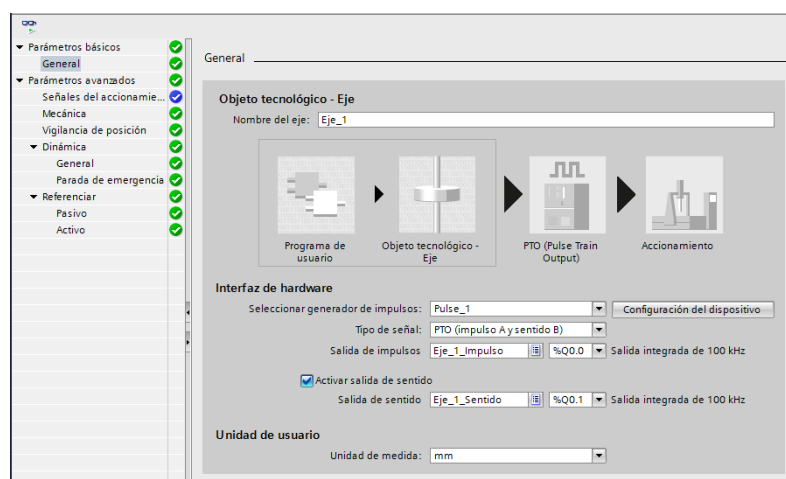 Parámetros básicos
General
Parámetros avanzados
Señales del accionamie...
Mecánica
Vigilancia de posición
Dinámica
General
Parada de emergencia
Referenciar
Pasivo
Activo
General
Objeto tecnológico - Eje
Nombre del eje: Eje_1
Programa de usuario
Objeto tecnológico - Eje
PTO (Pulse Train Output)
Accionamiento
Interfaz de hardware
Seleccionar generador de impulsos: Pulse_1 Configuración del dispositivo
Tipo de señal: PTO (impulso A y sentido B)
Salida de impulsos Eje_1_Impulso %Q0.0 Salida integrada de 100 kHz
Activar salida de sentido
Salida de sentido Eje_1_Sentido %Q0.1 Salida integrada de 100 kHz
Unidad de usuario
Unidad de medida: mm